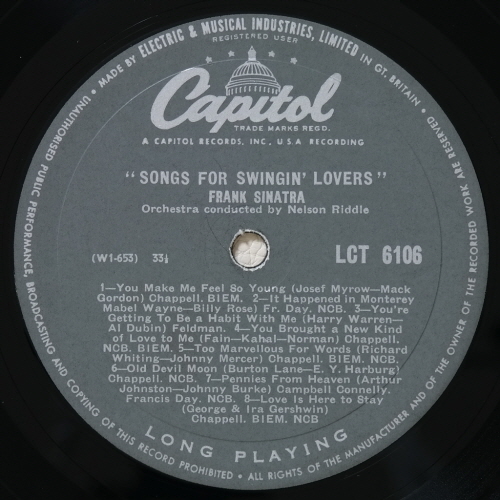 MADE BY ELECTRIC & MUSICAL INDUSTRIES, LIMITED IN GT. BRITAIN •
REGISTERED USER
Capitol
TRADE MARKS REGD.
A CAPITOL RECORDS, INC., U.S.A. RECORDING
"SONGS FOR SWINGIN' LOVERS"
FRANK SINATRA
Orchestra conducted by Nelson Riddle
(W1-653) 33⅓
LCT 6106
1—You Make Me Feel So Young (Josef Myrow—Mack
Gordon) Chappell. BIEM. 2—It Happened in Monterey
Mabel Wayne—Billy Rose) Fr. Day. NCB. 3—You're
Getting To Be a Habit With Me (Harry Warren—
Al Dubin) Feldman. 4—You Brought a New Kind
of Love to Me (Fain—Kahal—Norman) Chappell.
NCB. BIEM. 5—Too Marvellous For Words (Richard
Whiting—Johnny Mercer) Chappell. BIEM. NCB.
6—Old Devil Moon (Burton Lane—E. Y. Harburg)
Chappell. NCB. 7—Pennies From Heaven (Arthur
Johnston—Johnny Burke) Campbell Connelly.
Francis Day. NCB. 8—Love Is Here to Stay
(George & Ira Gershwin)
Chappell. BIEM. NCB
LONG PLAYING
ALL RIGHTS OF THE MANUFACTURER AND OF THE OWNER OF THE RECORDED WORK RESERVED •
UNAUTHORISED PUBLIC PERFORMANCE, BROADCASTING AND COPYING OF THIS RECORD PROHIBITED •